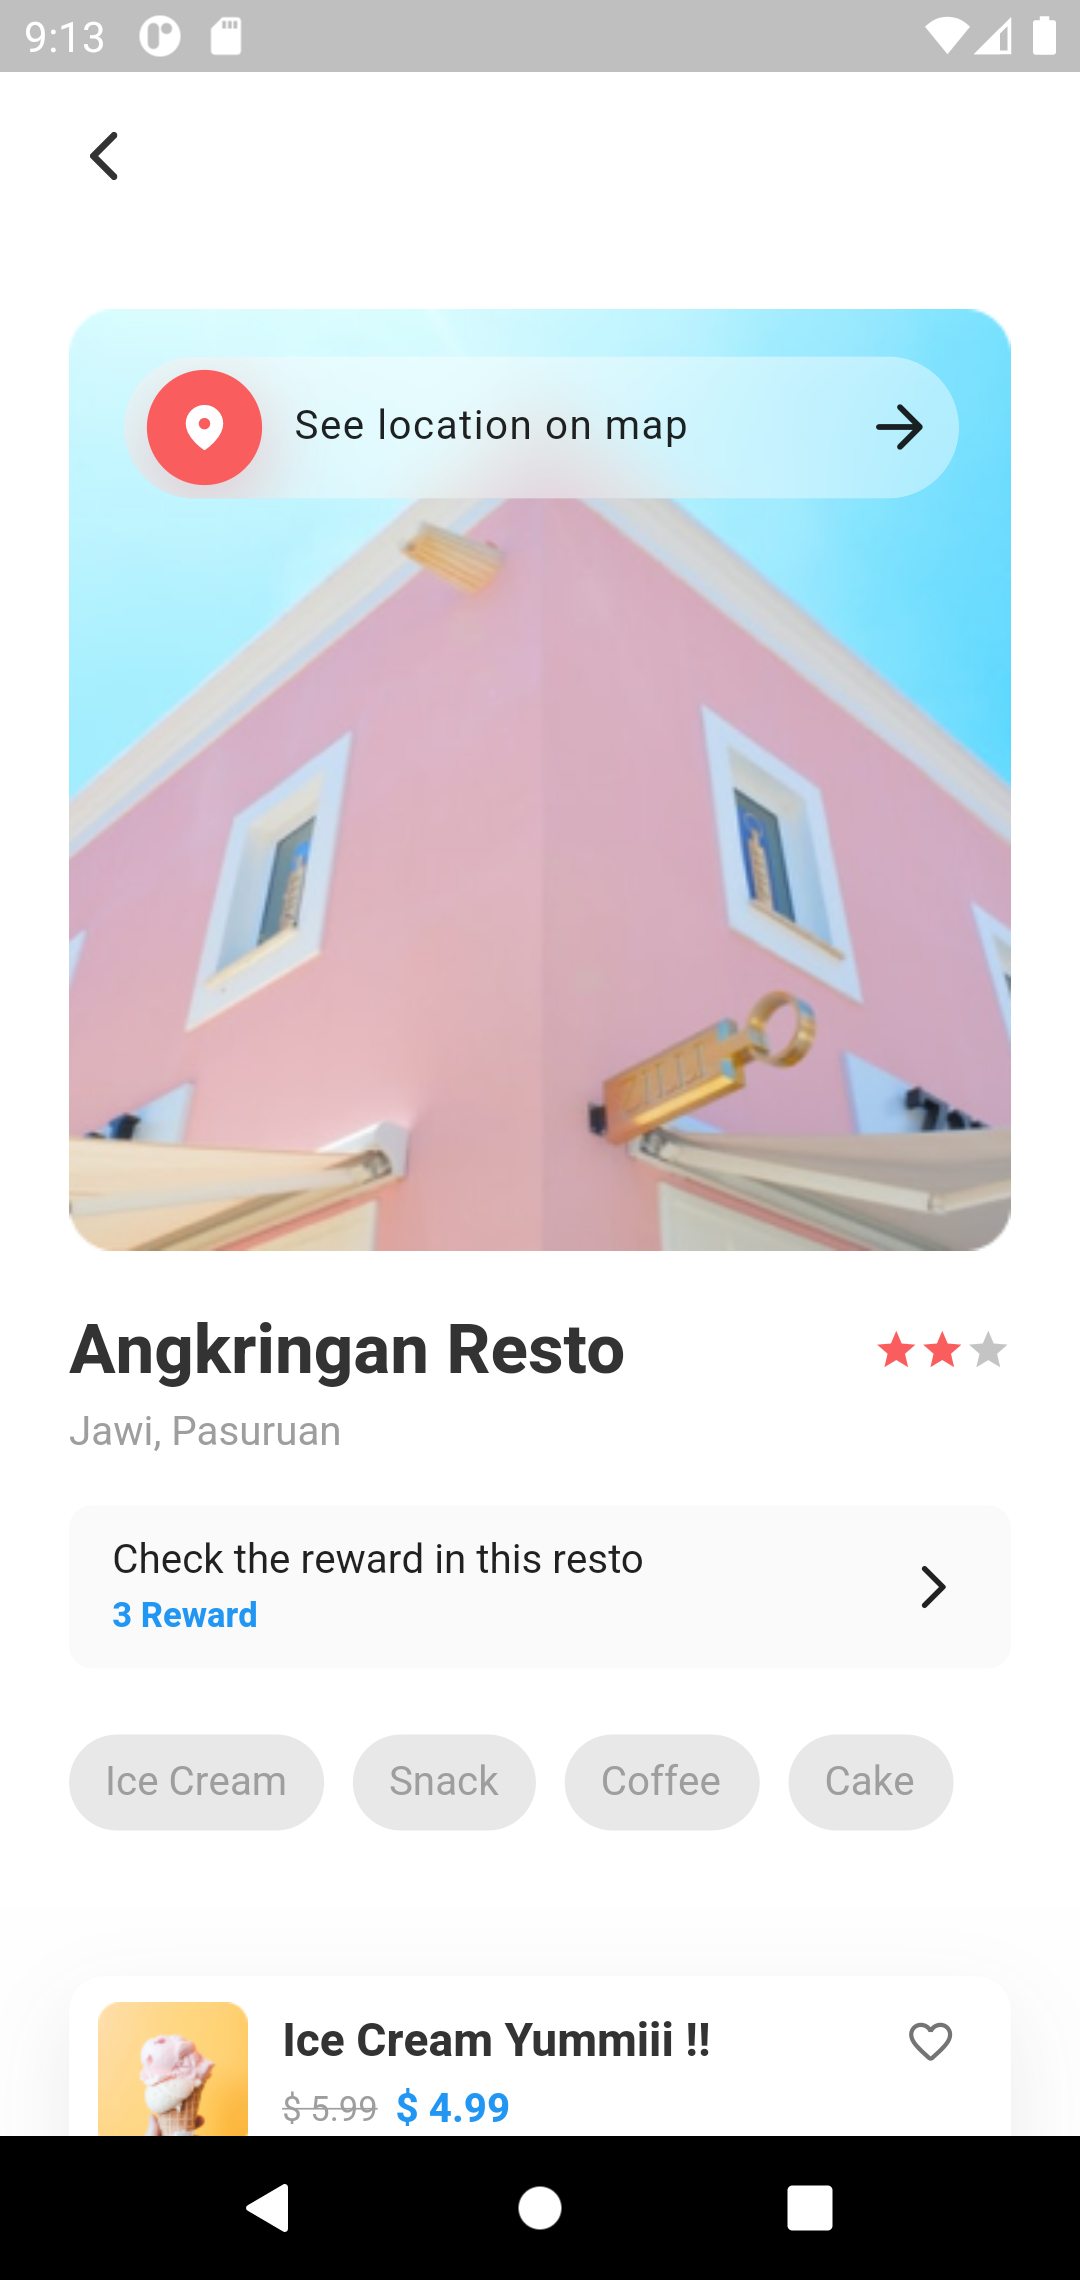 9:13
See location on map
ZILLI
Angkringan Resto
Jawi, Pasuruan
Check the reward in this resto
3 Reward
Ice Cream Snack Coffee Cake
Ice Cream Yummiii !!
$ 5.99 $ 4.99